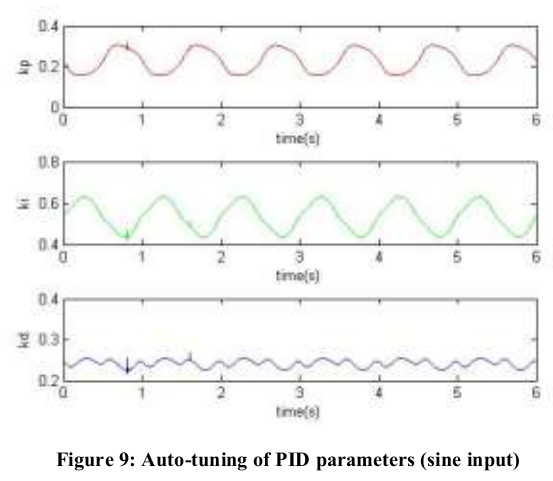 0.4
kp
0.2
0
0 1 2 3 4 5 6
time(s)
0.8
ki
0.6
0.4
0 1 2 3 4 5 6
time(s)
0.4
kd
0.3
0.2
0 1 2 3 4 5 6
time(s)
Figure 9: Auto-tuning of PID parameters (sine input)